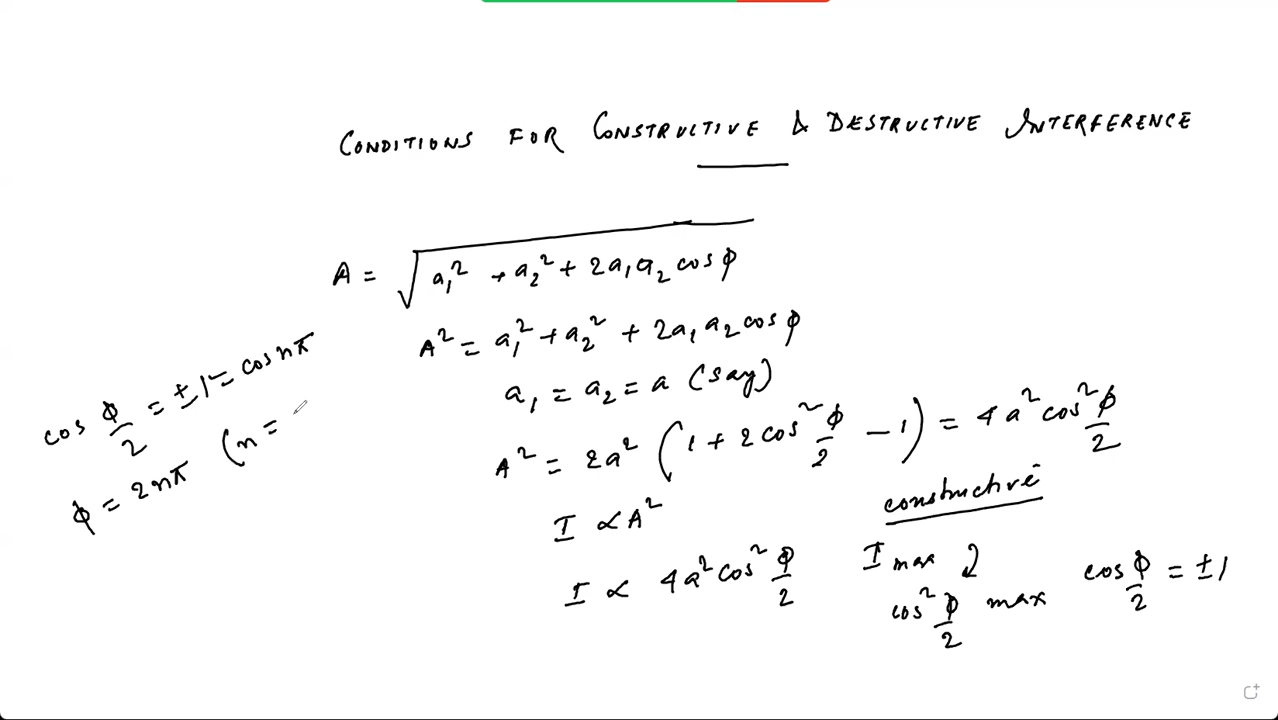 CONDITIONS FOR CONSTRUCTIVE & DESTRUCTIVE INTERFERENCE
A = √(a₁² + a₂² + 2a₁a₂ cos φ)
A² = a₁² + a₂² + 2a₁a₂ cos φ
a₁ = a₂ = a (say)
A² = 2a² (1 + 2 cos² φ/2 − 1) = 4a² cos² φ/2
I ∝ A²
I ∝ 4a² cos² φ/2
constructive
I max
cos² φ/2 max
cos φ/2 = ±1
cos φ/2 = ±1 = cos nπ
φ = 2nπ (n =